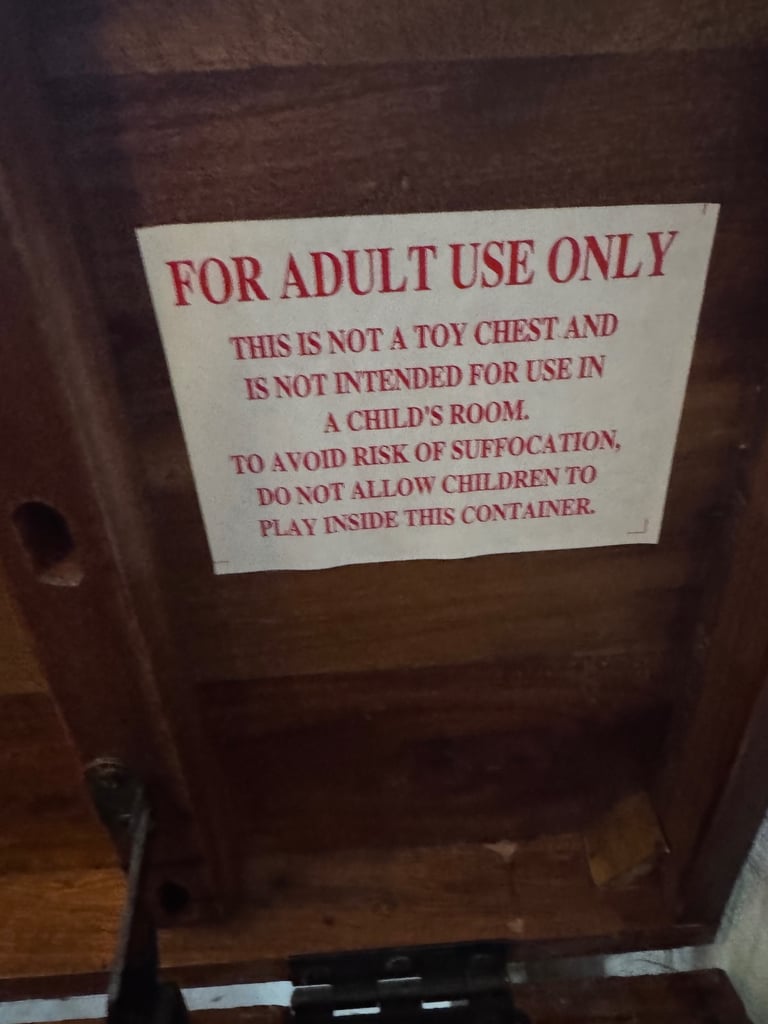 FOR ADULT USE ONLY
THIS IS NOT A TOY CHEST AND
IS NOT INTENDED FOR USE IN
A CHILD'S ROOM.
TO AVOID RISK OF SUFFOCATION,
DO NOT ALLOW CHILDREN TO
PLAY INSIDE THIS CONTAINER.